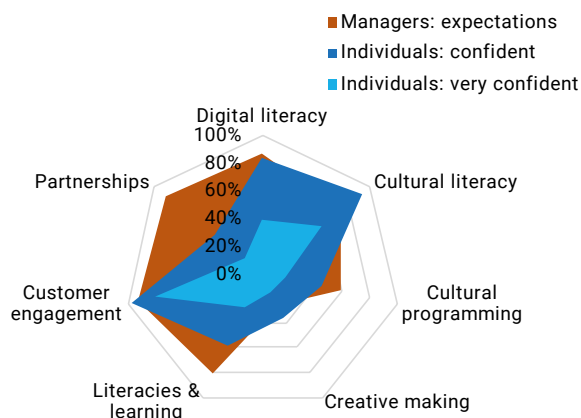 Managers: expectations
Individuals: confident
Individuals: very confident
Digital literacy
100%
80%
60%
40%
20%
0%
Cultural literacy
Cultural
programming
Creative making
Literacies &
learning
Customer
engagement
Partnerships